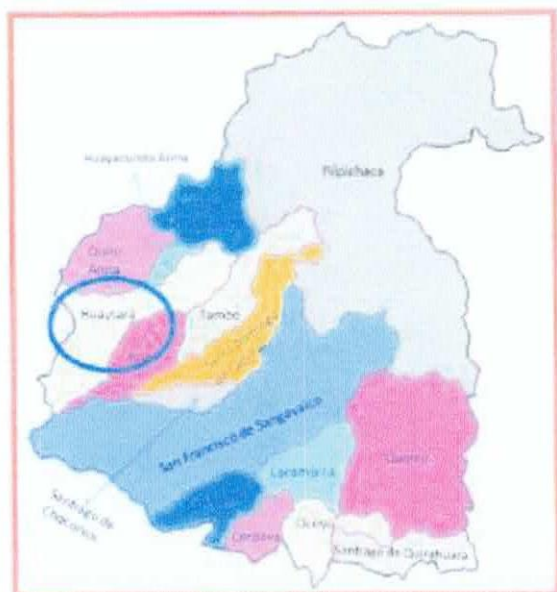 Huayacundo Arma
Pilpichaca
Quito
Arma
Huaytará
Tambo
San Francisco de Sangayaico
Laramarca
Querco
Santiago de
Chocorvos
Ocoyo
Córdova
Santiago de Quirahuara